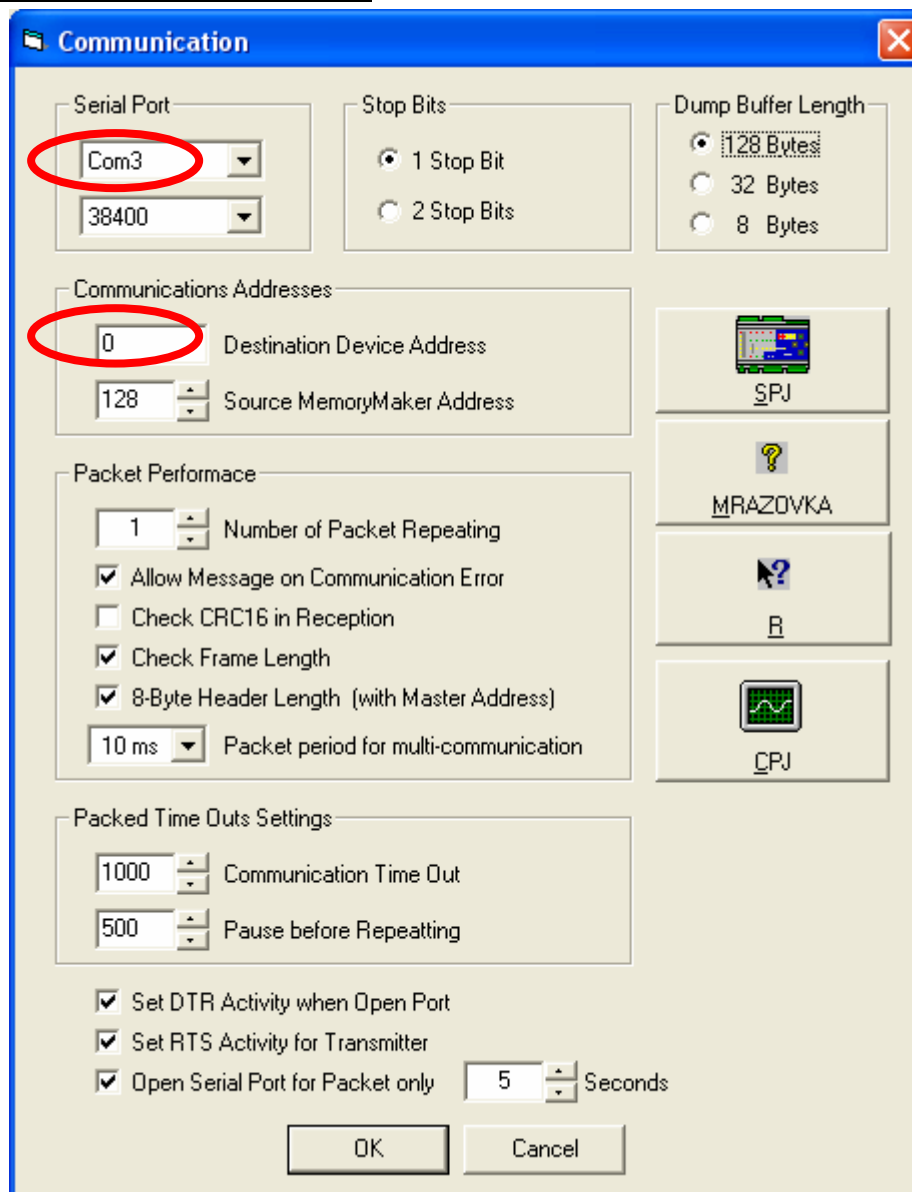 Communication
Serial Port
Com3
38400
Stop Bits
1 Stop Bit
2 Stop Bits
Dump Buffer Length
128 Bytes
32 Bytes
8 Bytes
Communications Addresses
0 Destination Device Address
128 Source MemoryMaker Address
SPJ
MRAZOVKA
R
CPJ
Packet Performace
1 Number of Packet Repeating
Allow Message on Communication Error
Check CRC16 in Reception
Check Frame Length
8-Byte Header Length (with Master Address)
10 ms Packet period for multi-communication
Packed Time Outs Settings
1000 Communication Time Out
500 Pause before Repeatting
Set DTR Activity when Open Port
Set RTS Activity for Transmitter
Open Serial Port for Packet only 5 Seconds
OK Cancel